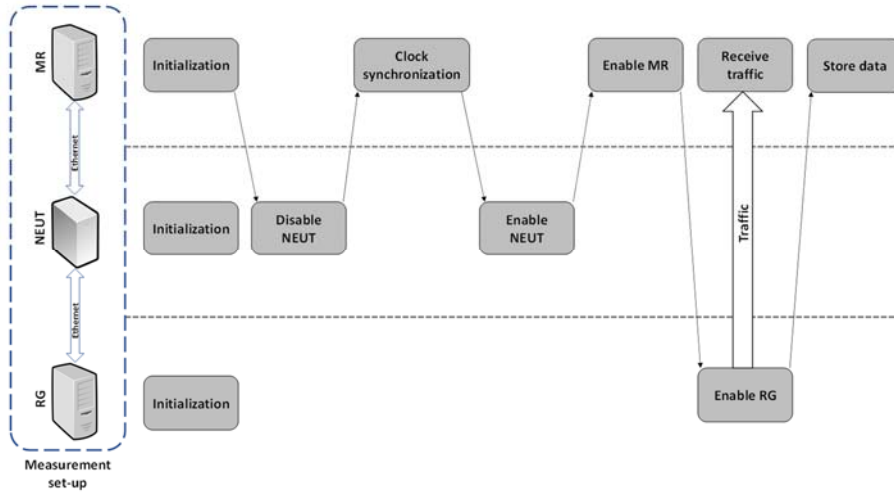 MR
Initialization
Clock
synchronization
Enable MR
Receive
traffic
Store data
Ethernet
NEUT
Initialization
Disable
NEUT
Enable
NEUT
Traffic
Ethernet
RG
Initialization
Enable RG
Measurement
set-up